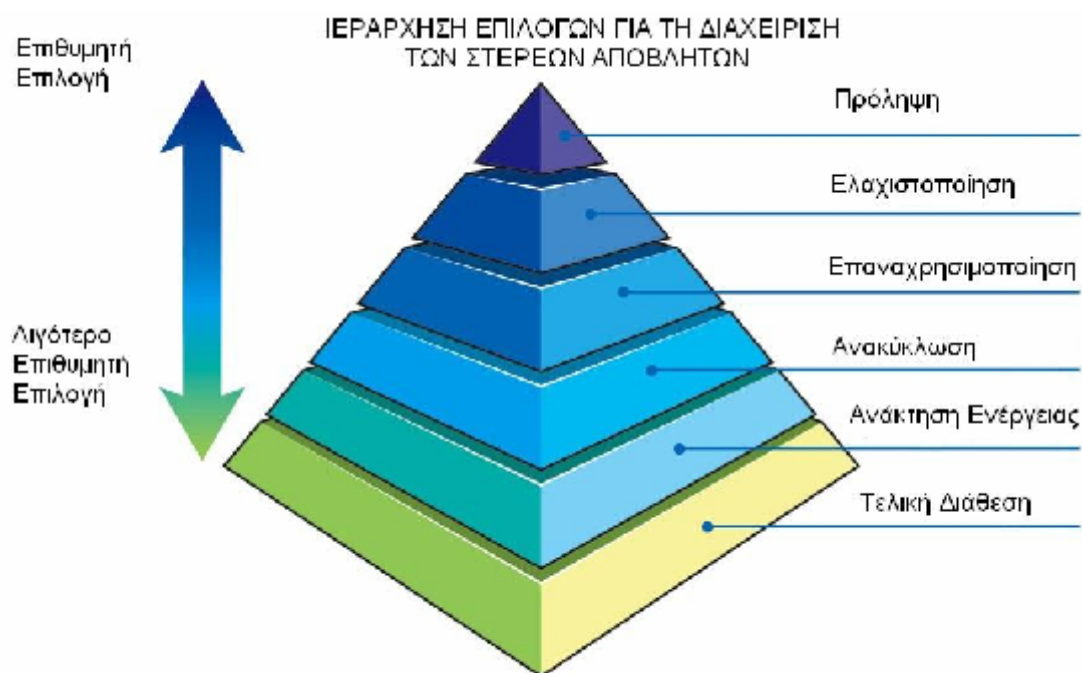 ΙΕΡΑΡΧΗΣΗ ΕΠΙΛΟΓΩΝ ΓΙΑ ΤΗ ΔΙΑΧΕΙΡΙΣΗ
ΤΩΝ ΣΤΕΡΕΩΝ ΑΠΟΒΛΗΤΩΝ
Επιθυμητή
Επιλογή
Πρόληψη
Ελαχιστοποίηση
Επαναχρησιμοποίηση
Λιγότερο
Επιθυμητή
Επιλογή
Ανακύκλωση
Ανάκτηση Ενέργειας
Τελική Διάθεση